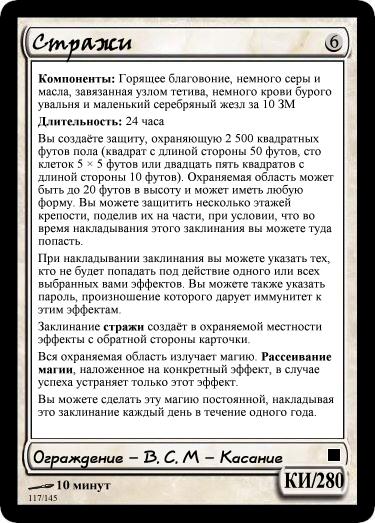 Стражи
6
Компоненты: Горящее благовоние, немного серы и
масла, завязанная узлом тетива, немного крови бурого
увальня и маленький серебряный жезл за 10 ЗМ
Длительность: 24 часа
Вы создаёте защиту, охраняющую 2 500 квадратных
футов пола (квадрат с длиной стороны 50 футов, сто
клеток 5 × 5 футов или двадцать пять квадратов с
длиной стороны 10 футов). Охраняемая область может
быть до 20 футов в высоту и может иметь любую
форму. Вы можете защитить несколько этажей
крепости, поделив их на части, при условии, что во
время накладывания этого заклинания вы можете туда
попасть.
При накладывании заклинания вы можете указать тех,
кто не будет попадать под действие одного или всех
выбранных вами эффектов. Вы можете также указать
пароль, произношение которого дарует иммунитет к
этим эффектам.
Заклинание стражи создаёт в охраняемой местности
эффекты с обратной стороны карточки.
Вся охраняемая область излучает магию. Рассеивание
магии, наложенное на конкретный эффект, в случае
успеха устраняет только этот эффект.
Вы можете сделать эту магию постоянной, накладывая
это заклинание каждый день в течение одного года.
Ограждение – В, С, М – Касание
10 минут
КИ/280
117/145